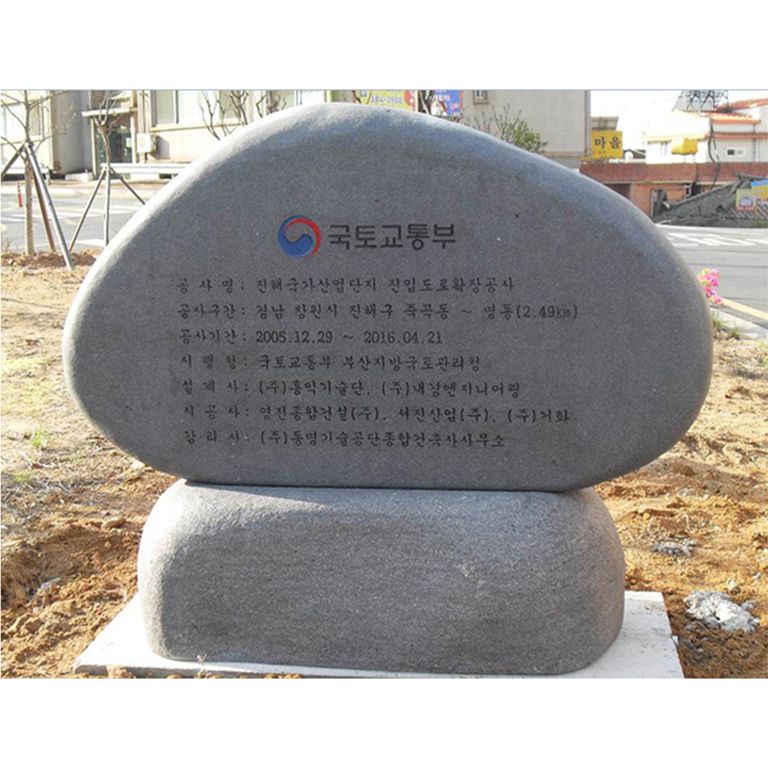 국토교통부
공 사 명 : 진해국가산업단지 진입도로확장공사
공사구간 : 경남 창원시 진해구 죽곡동 ~ 명동(2.49㎞)
공사기간 : 2005.12.29 ~ 2016.04.21
시 행 청 : 국토교통부 부산지방국토관리청
설 계 사 : (주)홍익기술단, (주)내경엔지니어링
시 공 사 : 영진종합건설(주), 서진산업(주), (주)거화
감 리 사 : (주)동명기술공단종합건축사사무소
마을